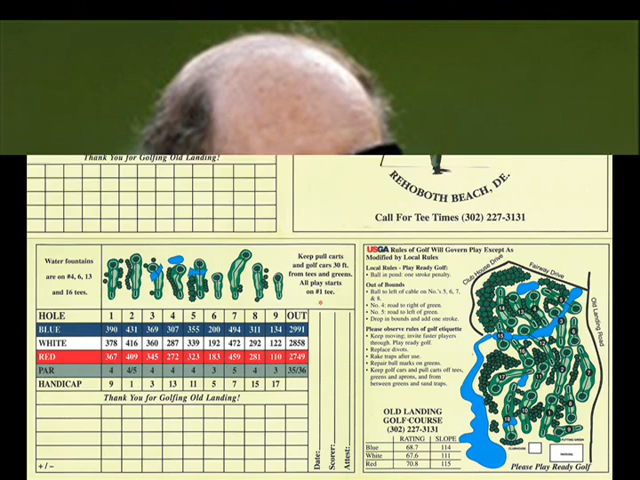 Thank You for Golfing Old Landing!
REHOBOTH BEACH, DE.
Call For Tee Times (302) 227-3131
Water fountains
are on #4, 6, 13
and 16 tees.
Keep pull carts
and golf cars 30 ft.
from tees and greens.
All play starts
on #1 tee.
*
HOLE 1 2 3 4 5 6 7 8 9 OUT
BLUE 390 431 369 307 355 200 494 311 134 2991
WHITE 378 416 360 287 339 192 472 292 122 2858
RED 367 409 345 272 323 183 459 281 110 2749
PAR 4 4/5 4 4 4 3 5 4 3 35/36
HANDICAP 9 1 3 13 11 5 7 15 17
Thank You for Golfing Old Landing!
+ / -
Date:
Scorer:
Attest:
USGA Rules of Golf Will Govern Play Except As
Modified by Local Rules
Local Rules - Play Ready Golf:
• Ball in pond: one stroke penalty.
Out of Bounds
• Ball to left of cable on No.'s 5, 6, 7,
& 8.
• No. 4: road to right of green.
• No. 5: road to left of green.
• Drop in bounds and add one stroke.
Please observe rules of golf etiquette
• Keep moving; invite faster players
through. Play ready golf.
• Replace divots.
• Rake traps after use.
• Repair ball marks on greens.
• Keep golf cars and pull carts off tees,
greens and aprons, and from
between greens and sand traps.
OLD LANDING
GOLF COURSE
(302) 227-3131
RATING SLOPE
Blue 68.7 114
White 67.6 111
Red 70.8 115
Club House Drive
Fairway Drive
Old Landing Road
PUTTING GREEN
CLUBHOUSE
Please Play Ready Golf